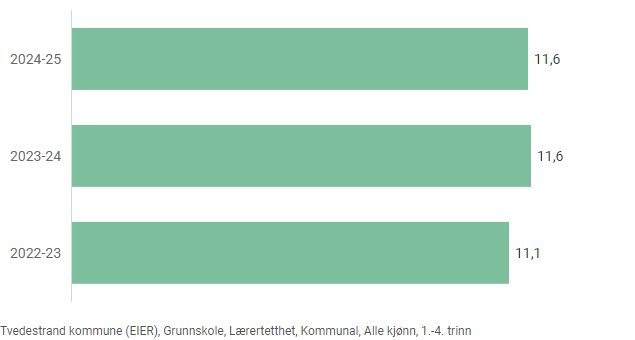 2024-25 11,6
2023-24 11,6
2022-23 11,1
Tvedestrand kommune (EIER), Grunnskole, Lærertetthet, Kommunal, Alle kjønn, 1.-4. trinn